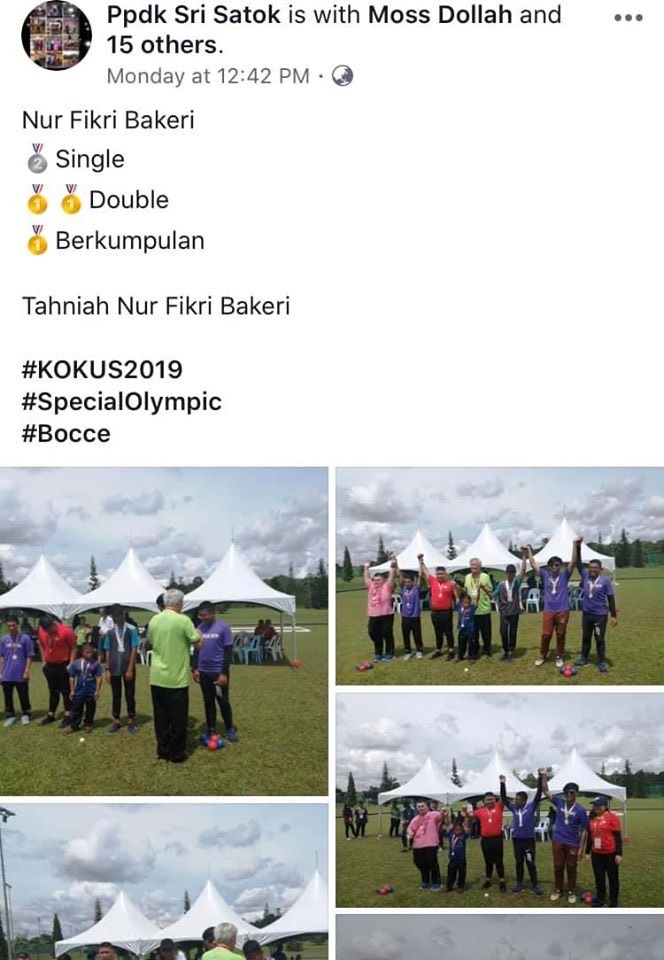 Ppdk Sri Satok is with Moss Dollah and
15 others.
Monday at 12:42 PM ·
Nur Fikri Bakeri
🥈 Single
🥇 🥇 Double
🥇 Berkumpulan
Tahniah Nur Fikri Bakeri
#KOKUS2019
#SpecialOlympic
#Bocce